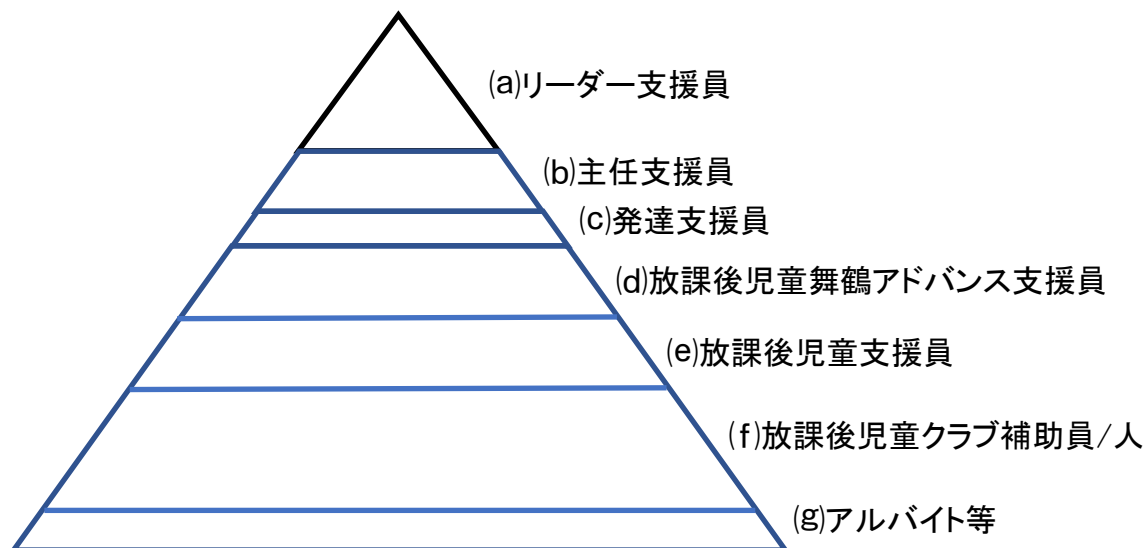 (a)リーダー支援員
(b)主任支援員
(c)発達支援員
(d)放課後児童舞鶴アドバンス支援員
(e)放課後児童支援員
(f)放課後児童クラブ補助員/人
(g)アルバイト等